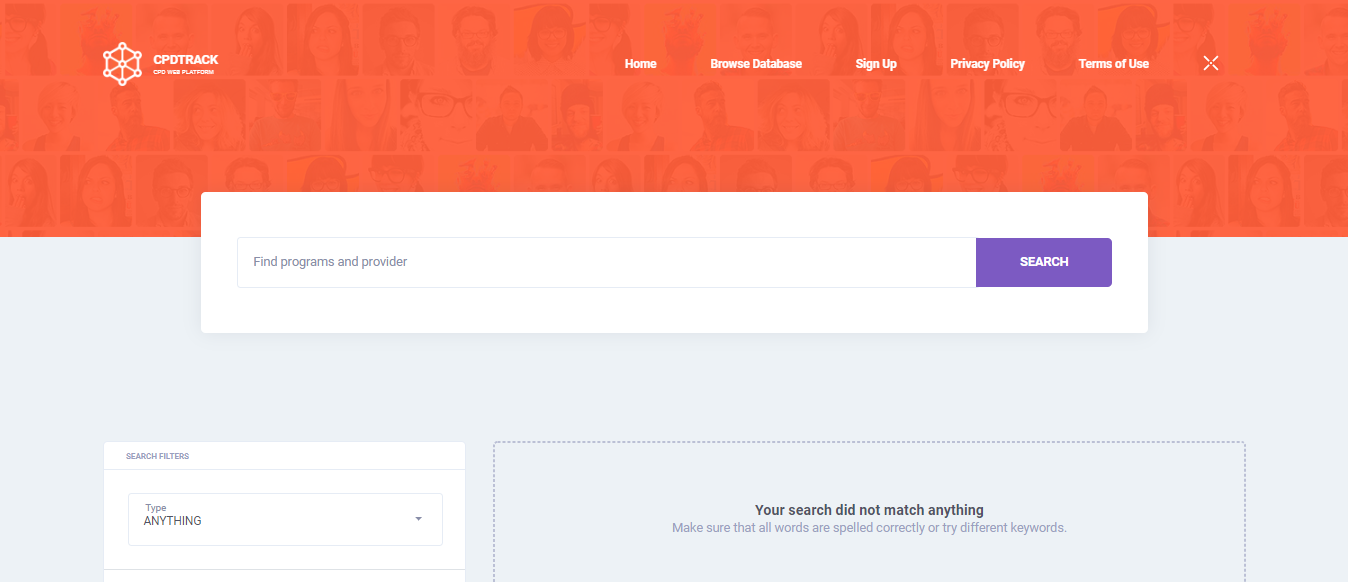 CPDTRACK
CPD WEB PLATFORM
Home
Browse Database
Sign Up
Privacy Policy
Terms of Use
Find programs and provider
SEARCH
SEARCH FILTERS
Type
ANYTHING
Your search did not match anything
Make sure that all words are spelled correctly or try different keywords.